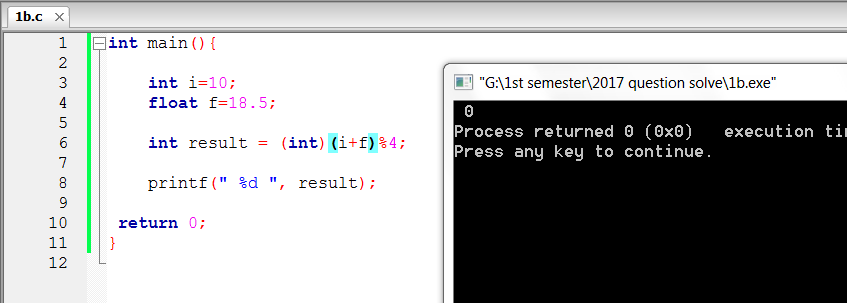 1b.c ×
1 int main(){
2
3 int i=10;
4 float f=18.5;
5
6 int result = (int)(i+f)%4;
7
8 printf(" %d ", result);
9
10 return 0;
11 }
12
"G:\1st semester\2017 question solve\1b.exe"
0
Process returned 0 (0x0) execution
Press any key to continue.